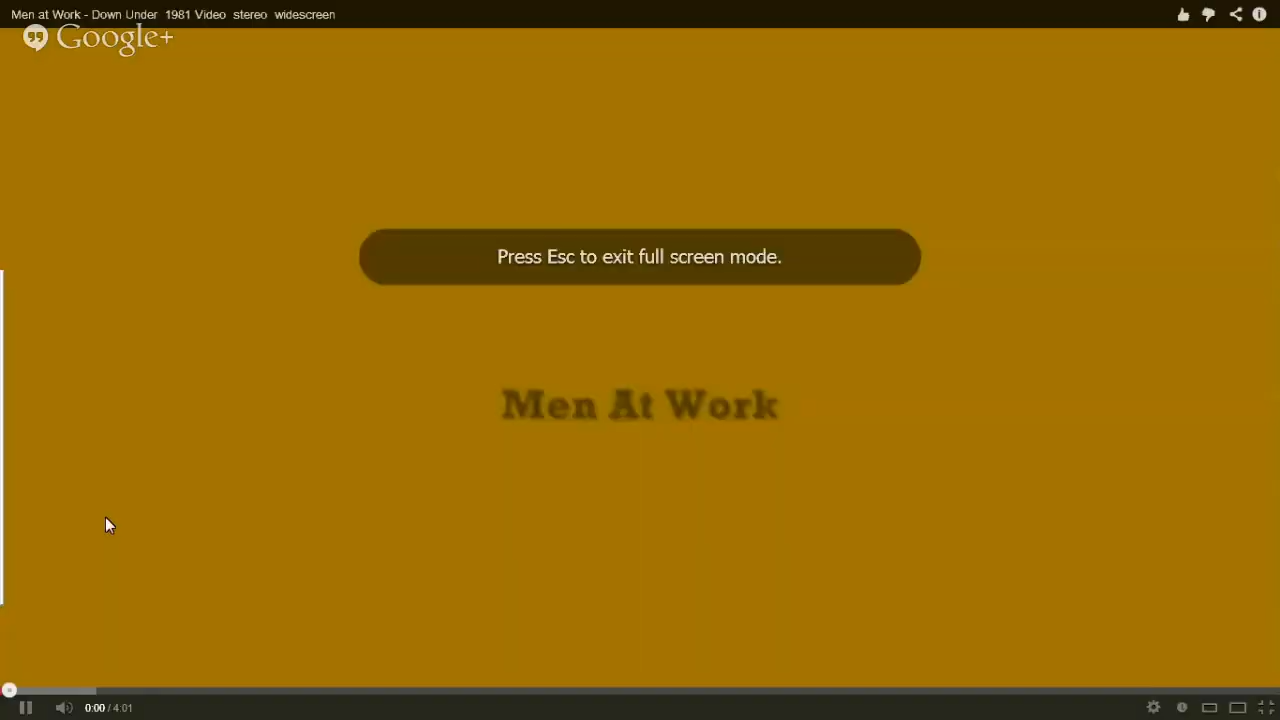 Men at Work - Down Under 1981 Video stereo widescreen
Google+
Press Esc to exit full screen mode.
Men At Work
0:00 / 4:01